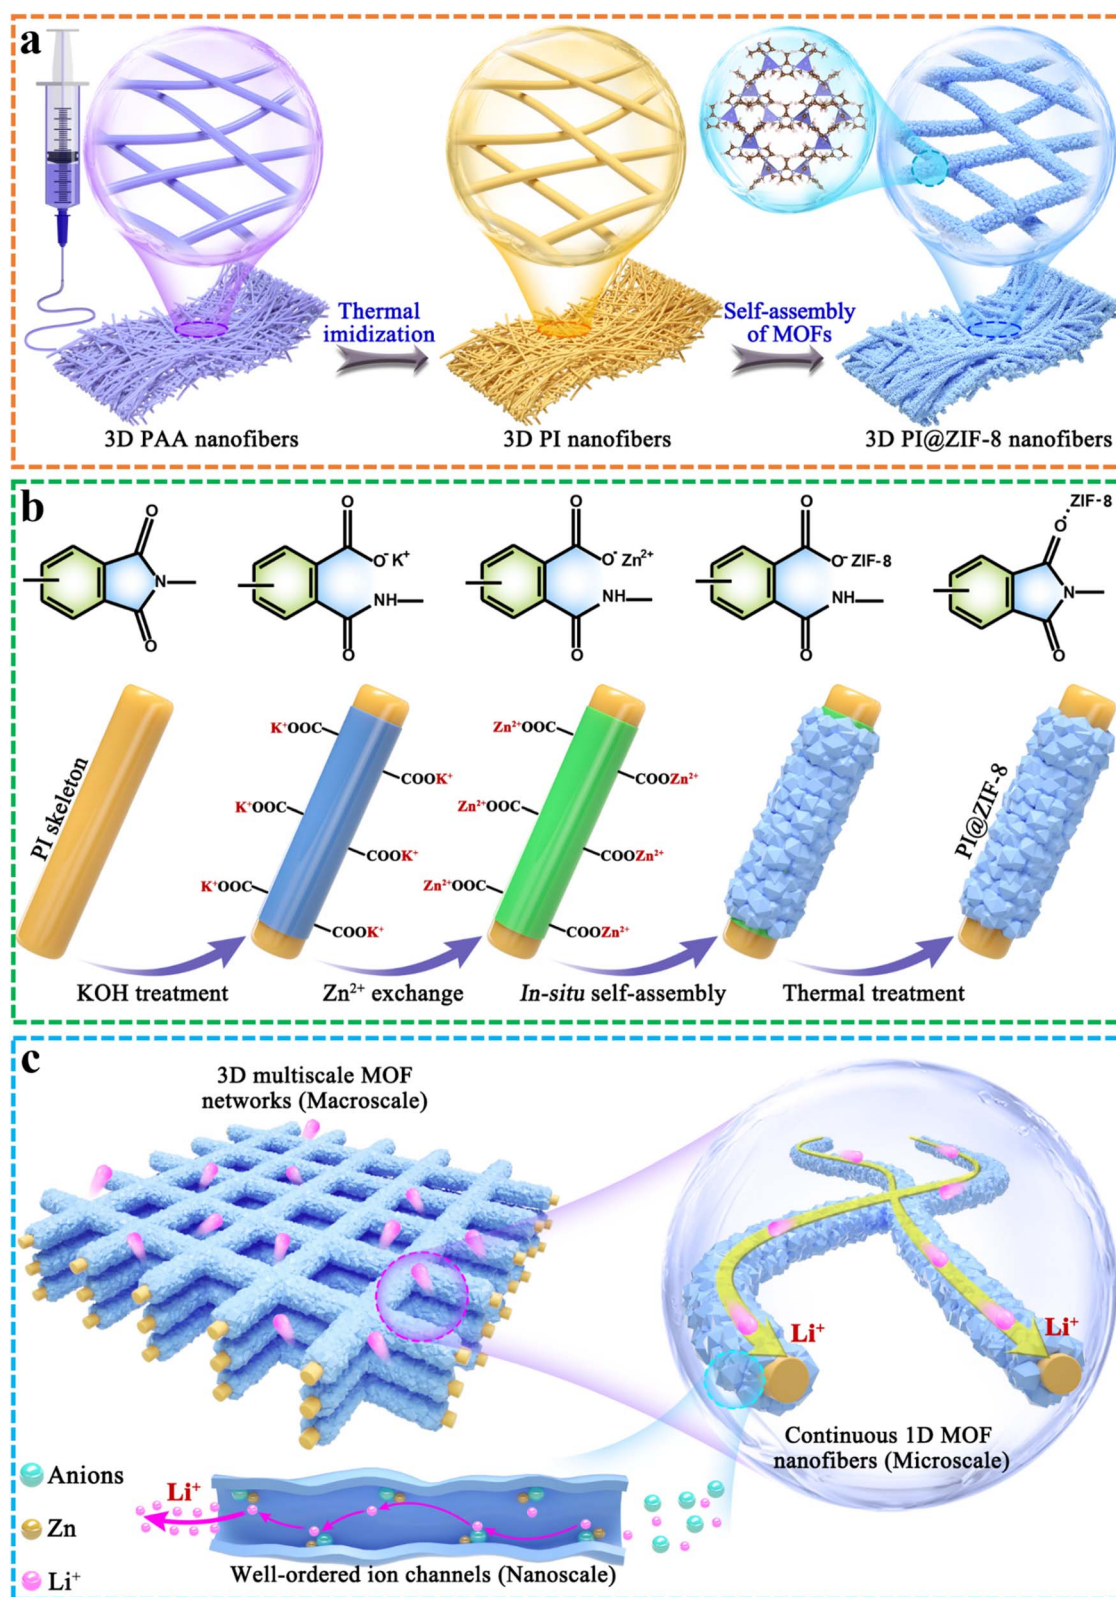 a
Thermal
imidization
Self-assembly
of MOFs
3D PAA nanofibers
3D PI nanofibers
3D PI@ZIF-8 nanofibers
b
O
N
O
O
O⁻ K⁺
NH
O
O
O⁻ Zn²⁺
NH
O
O
O⁻ ZIF-8
NH
O
ZIF-8
O
N
O
PI skeleton
K⁺OOC
COOK⁺
K⁺OOC
COOK⁺
K⁺OOC
COOK⁺
Zn²⁺OOC
COOZn²⁺
Zn²⁺OOC
COOZn²⁺
Zn²⁺OOC
COOZn²⁺
PI@ZIF-8
KOH treatment
Zn²⁺ exchange
In-situ self-assembly
Thermal treatment
c
3D multiscale MOF
networks (Macroscale)
Li⁺
Li⁺
Continuous 1D MOF
nanofibers (Microscale)
Anions
Zn
Li⁺
Li⁺
Well-ordered ion channels (Nanoscale)